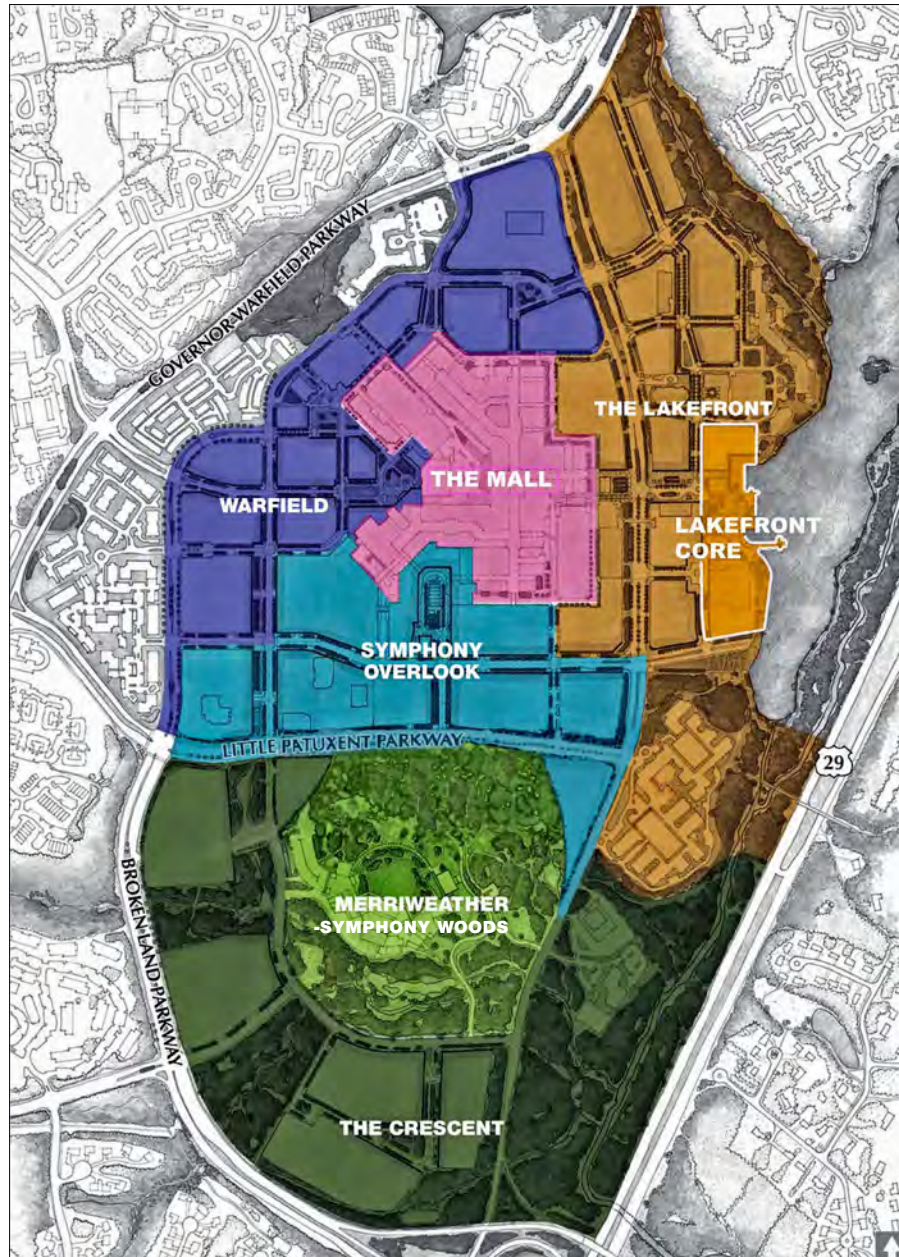 GOVERNOR WARFIELD PARKWAY
THE LAKEFRONT
THE MALL
WARFIELD
LAKEFRONT
CORE
SYMPHONY
OVERLOOK
LITTLE PATUXENT PARKWAY
29
BROKEN LAND PARKWAY
MERRIWEATHER
-SYMPHONY WOODS
THE CRESCENT